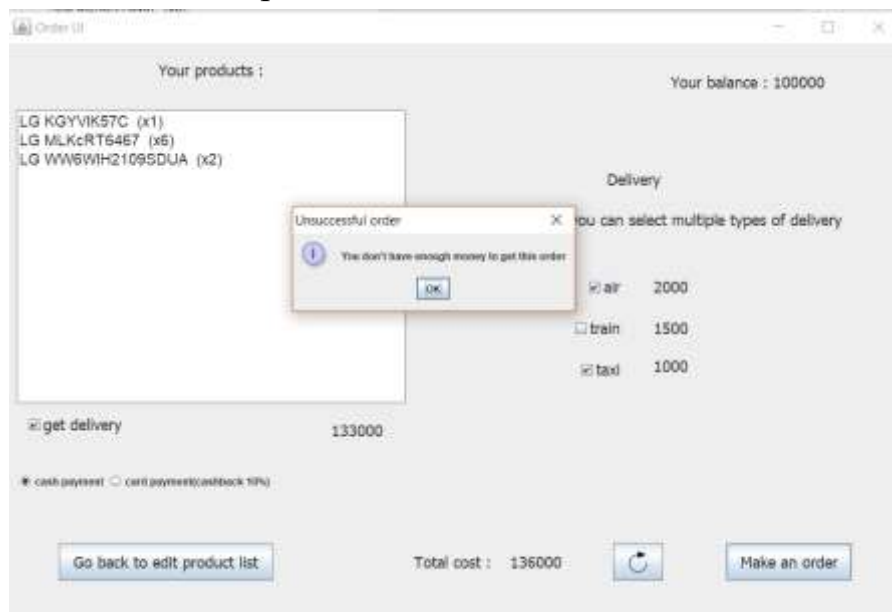 Order UI
Your products :
Your balance : 100000
LG KGYVIK57C (x1)
LG MLKcRT6467 (x6)
LG WW6WIH2109SDUA (x2)
Delivery
you can select multiple types of delivery
Unsuccessful order
You don't have enough money to get this order
OK
air 2000
train 1500
taxi 1000
get delivery
133000
cash payment card payment(cashback 10%)
Go back to edit product list
Total cost : 136000
Make an order